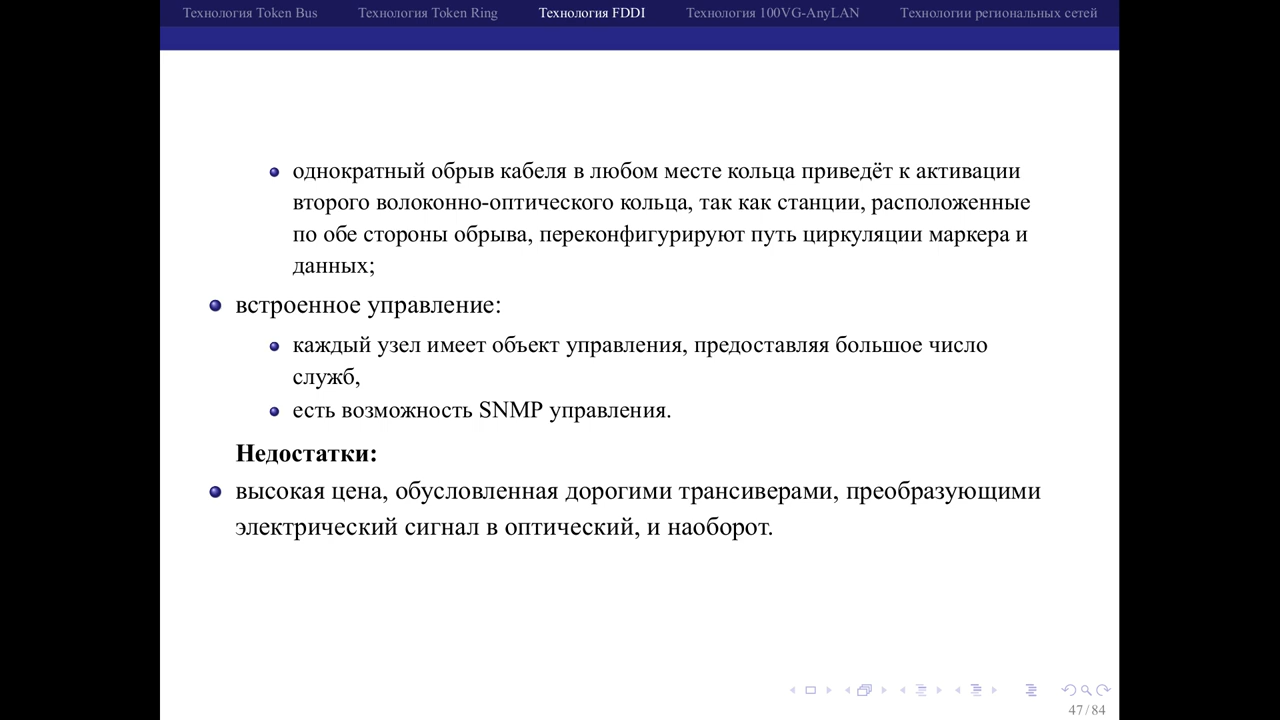 Технология Token Bus Технология Token Ring Технология FDDI Технология 100VG-AnyLAN Технологии региональных сетей
однократный обрыв кабеля в любом месте кольца приведёт к активации
второго волоконно-оптического кольца, так как станции, расположенные
по обе стороны обрыва, переконфигурируют путь циркуляции маркера и
данных;
встроенное управление:
каждый узел имеет объект управления, предоставляя большое число
служб,
есть возможность SNMP управления.
Недостатки:
высокая цена, обусловленная дорогими трансиверами, преобразующими
электрический сигнал в оптический, и наоборот.
47 / 84